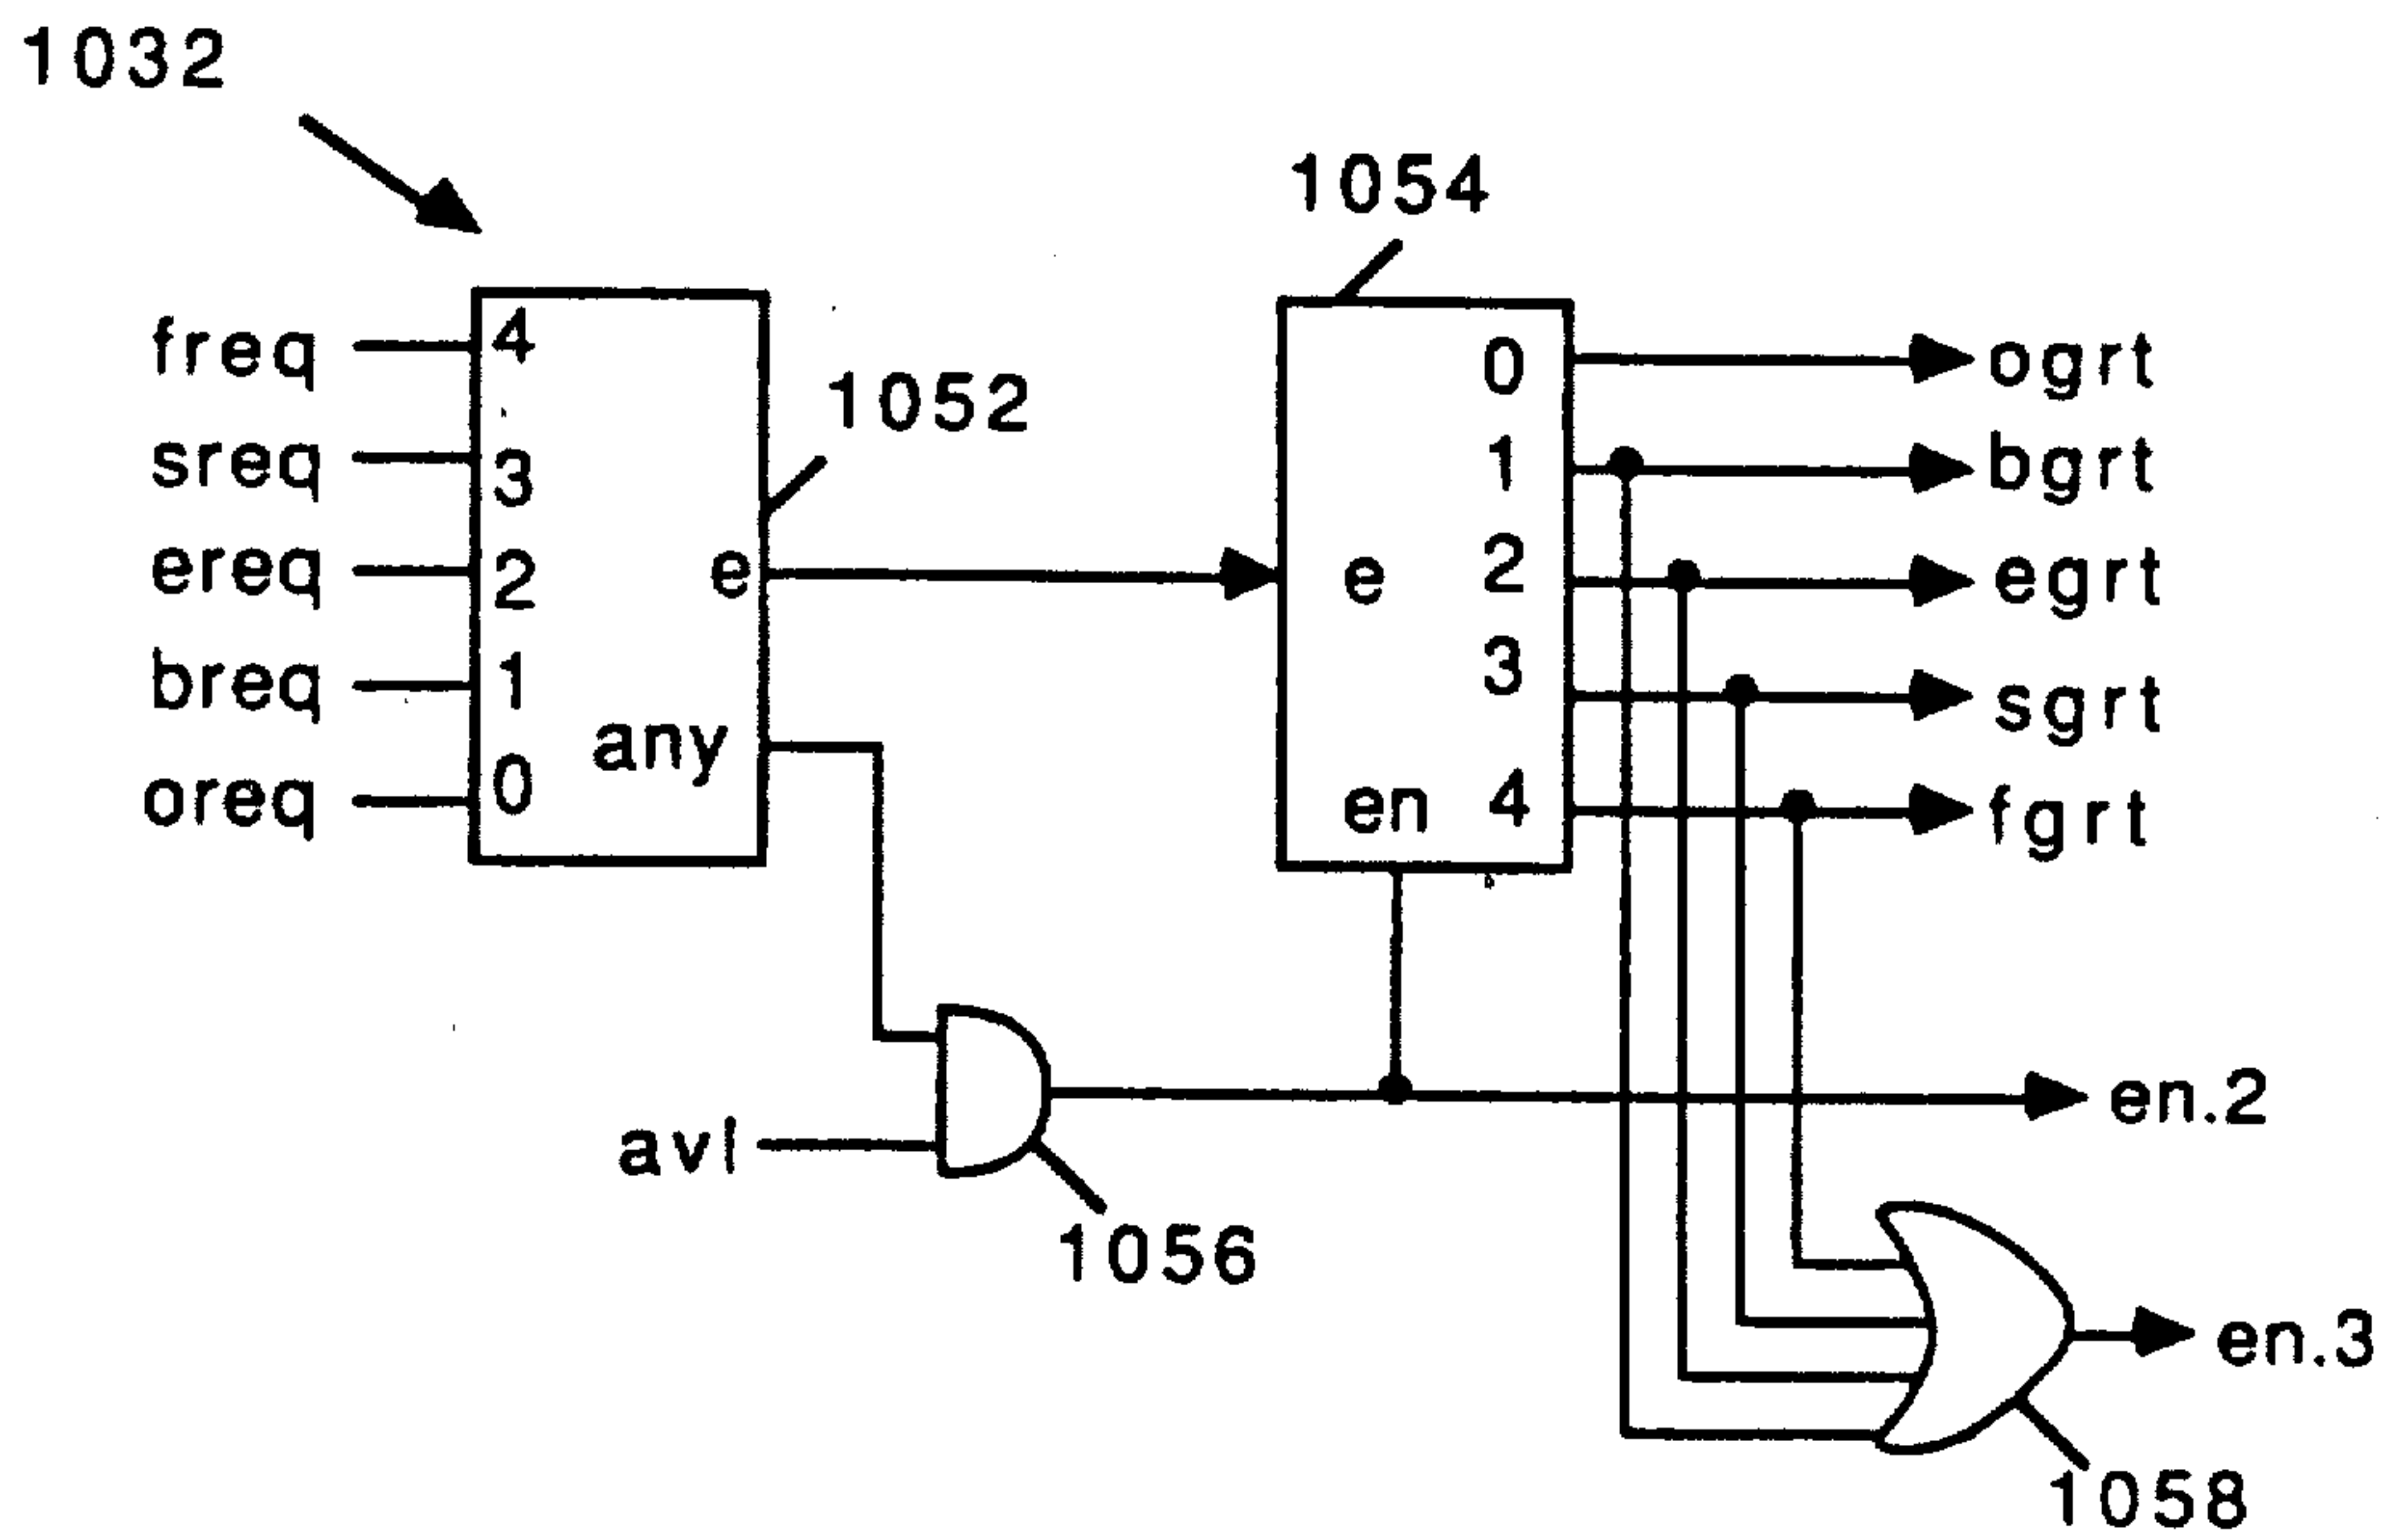 1032
1054
freq
4
0
ogrt
1052
sreq
3
1
bgrt
ereq
2
e
e
2
egrt
breq
1
3
sgrt
any
oreq
0
en
4
fgrt
en.2
avl
1056
en.3
1058